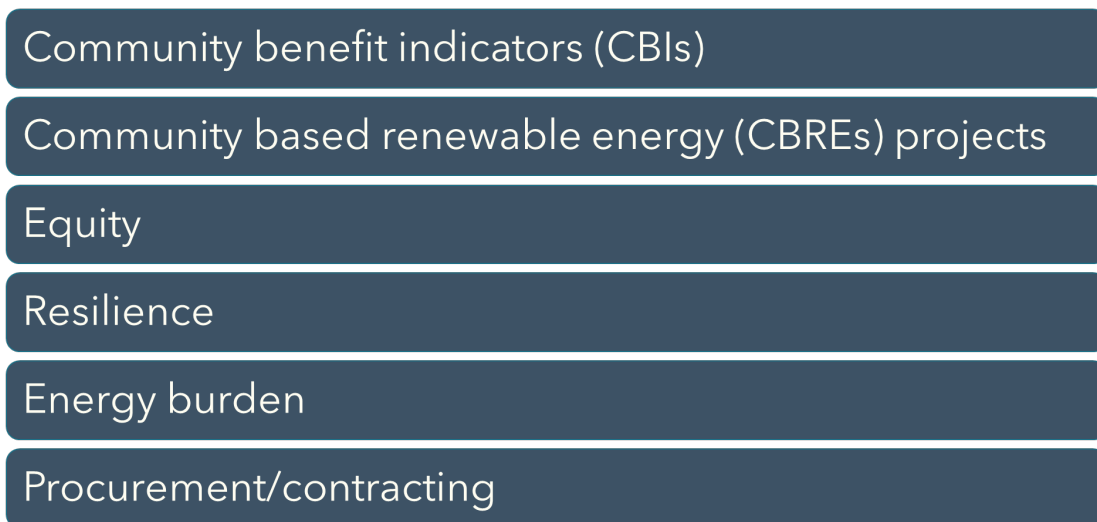 Community benefit indicators (CBIs)
Community based renewable energy (CBREs) projects
Equity
Resilience
Energy burden
Procurement/contracting